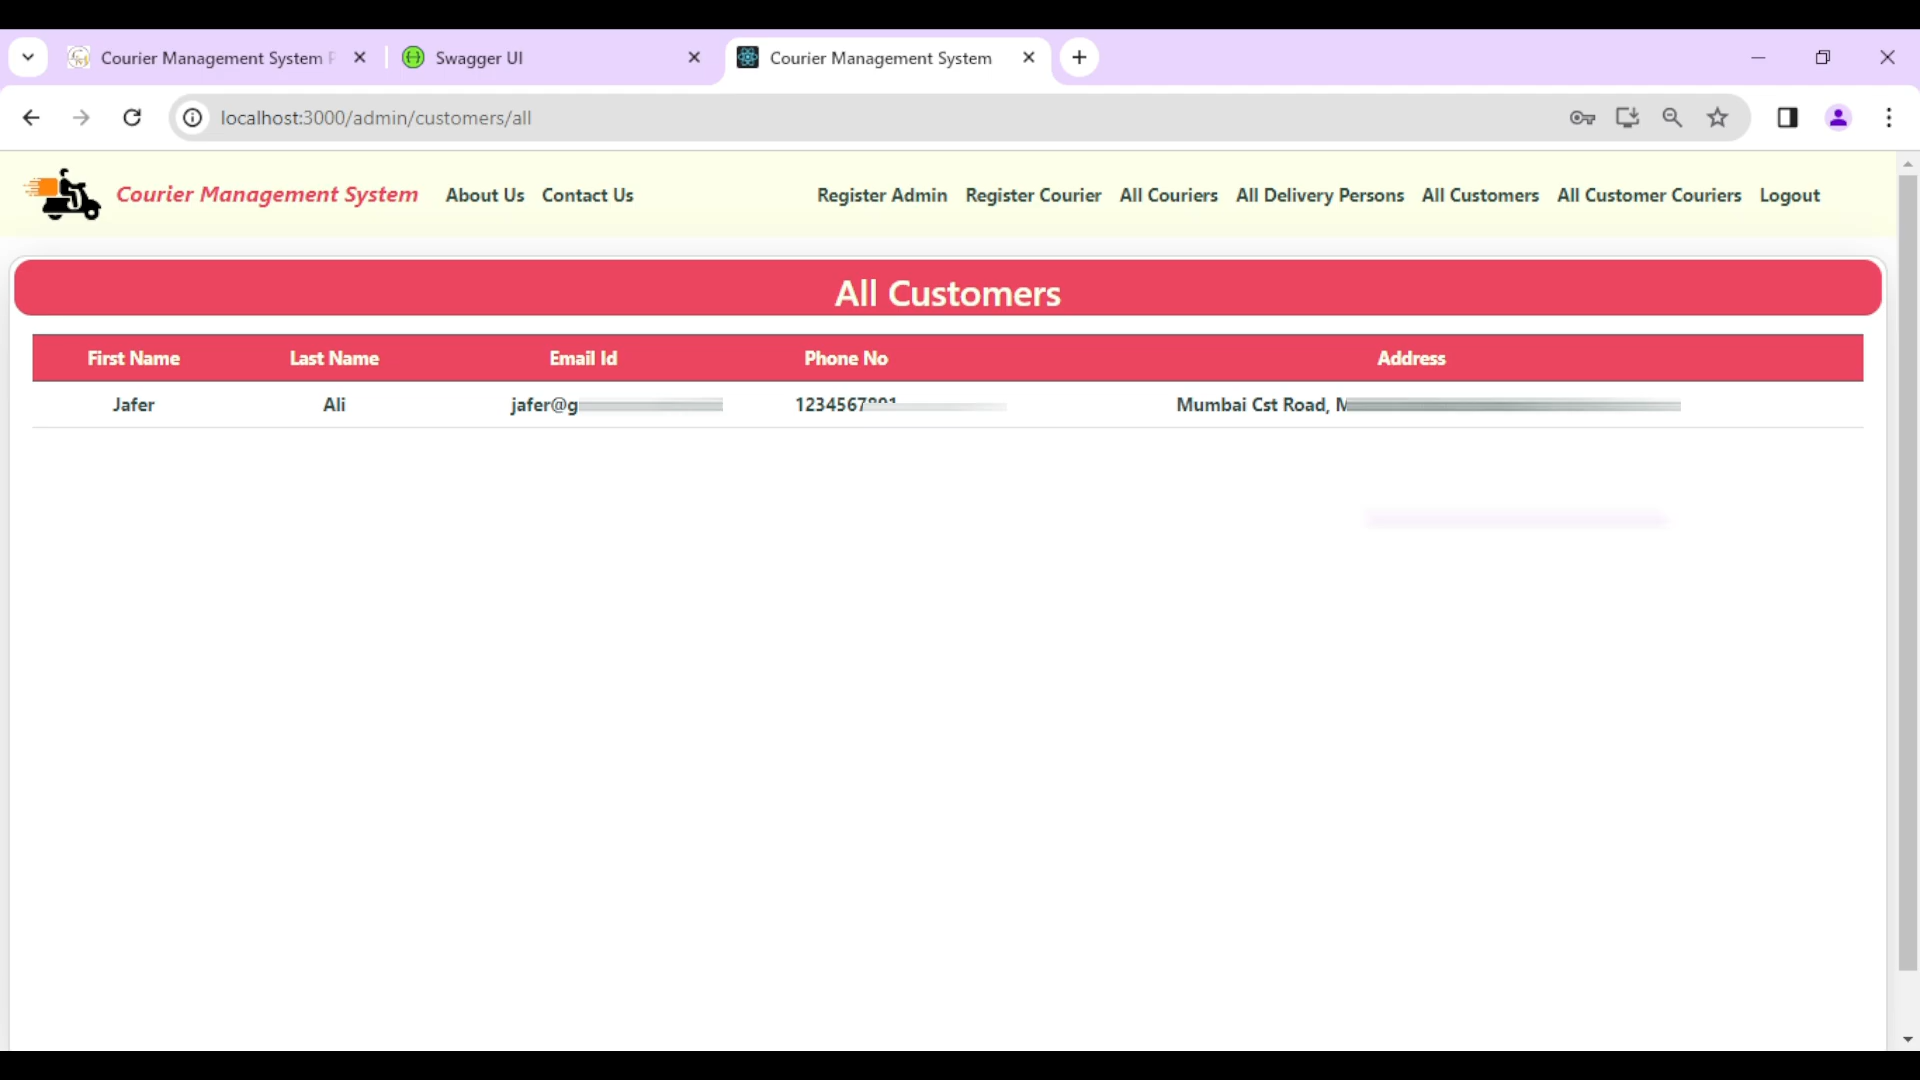 Courier Management System P
Swagger UI
Courier Management System
localhost:3000/admin/customers/all
Courier Management System About Us Contact Us Register Admin Register Courier All Couriers All Delivery Persons All Customers All Customer Couriers Logout
All Customers
First Name Last Name Email Id Phone No Address
Jafer Ali jafer@g 1234567891 Mumbai Cst Road,